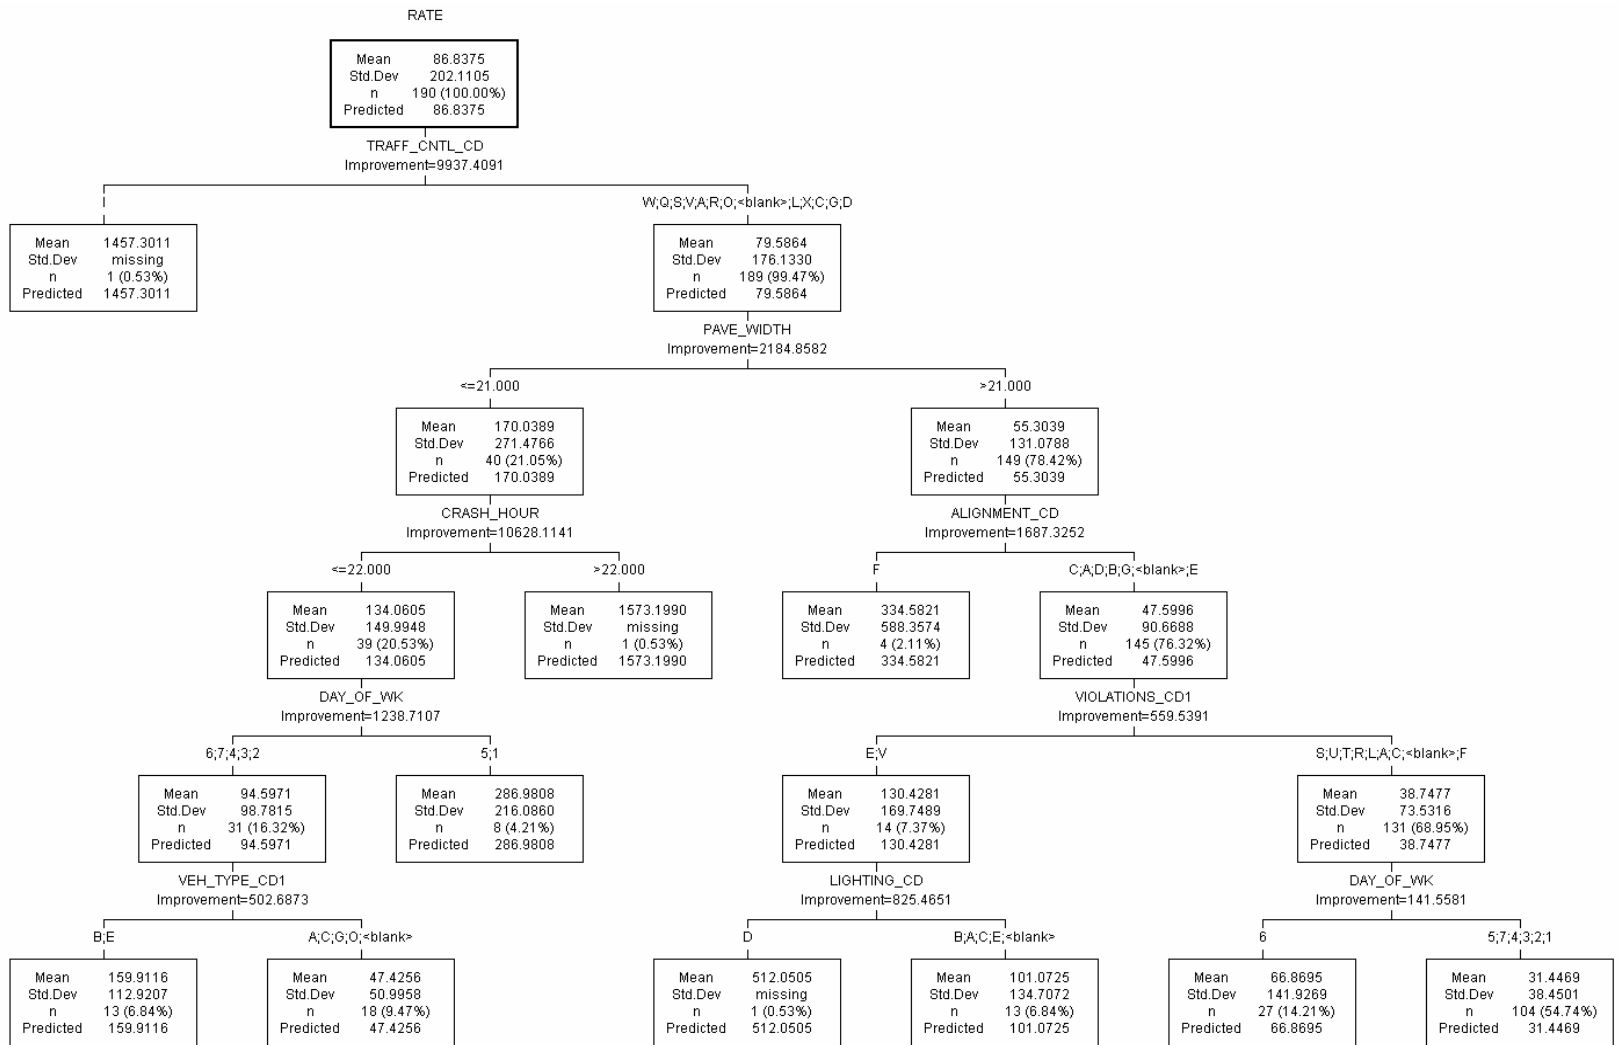 RATE
Mean 86.8375
Std.Dev 202.1105
n 190 (100.00%)
Predicted 86.8375
TRAFF_CNTL_CD
Improvement=9937.4091
W;Q;S;V;A;R;O;<blank>;L;X;C;G;D
Mean 1457.3011
Std.Dev missing
n 1 (0.53%)
Predicted 1457.3011
Mean 79.5864
Std.Dev 176.1330
n 189 (99.47%)
Predicted 79.5864
PAVE_WIDTH
Improvement=2184.8582
<=21.000
>21.000
Mean 170.0389
Std.Dev 271.4766
n 40 (21.05%)
Predicted 170.0389
Mean 55.3039
Std.Dev 131.0788
n 149 (78.42%)
Predicted 55.3039
CRASH_HOUR
Improvement=10628.1141
ALIGNMENT_CD
Improvement=1687.3252
<=22.000
>22.000
F
C;A;D;B;G;<blank>;E
Mean 134.0605
Std.Dev 149.9948
n 39 (20.53%)
Predicted 134.0605
Mean 1573.1990
Std.Dev missing
n 1 (0.53%)
Predicted 1573.1990
Mean 334.5821
Std.Dev 588.3574
n 4 (2.11%)
Predicted 334.5821
Mean 47.5996
Std.Dev 90.6688
n 145 (76.32%)
Predicted 47.5996
DAY_OF_WK
Improvement=1238.7107
VIOLATIONS_CD1
Improvement=559.5391
6;7;4;3;2
5;1
E;V
S;U;T;R;L;A;C;<blank>;F
Mean 94.5971
Std.Dev 98.7815
n 31 (16.32%)
Predicted 94.5971
Mean 286.9808
Std.Dev 216.0860
n 8 (4.21%)
Predicted 286.9808
Mean 130.4281
Std.Dev 169.7489
n 14 (7.37%)
Predicted 130.4281
Mean 38.7477
Std.Dev 73.5316
n 131 (68.95%)
Predicted 38.7477
VEH_TYPE_CD1
Improvement=502.6873
LIGHTING_CD
Improvement=825.4651
DAY_OF_WK
Improvement=141.5581
B;E
A;C;G;O;<blank>
D
B;A;C;E;<blank>
6
5;7;4;3;2;1
Mean 159.9116
Std.Dev 112.9207
n 13 (6.84%)
Predicted 159.9116
Mean 47.4256
Std.Dev 50.9958
n 18 (9.47%)
Predicted 47.4256
Mean 512.0505
Std.Dev missing
n 1 (0.53%)
Predicted 512.0505
Mean 101.0725
Std.Dev 134.7072
n 13 (6.84%)
Predicted 101.0725
Mean 66.8695
Std.Dev 141.9269
n 27 (14.21%)
Predicted 66.8695
Mean 31.4469
Std.Dev 38.4501
n 104 (54.74%)
Predicted 31.4469